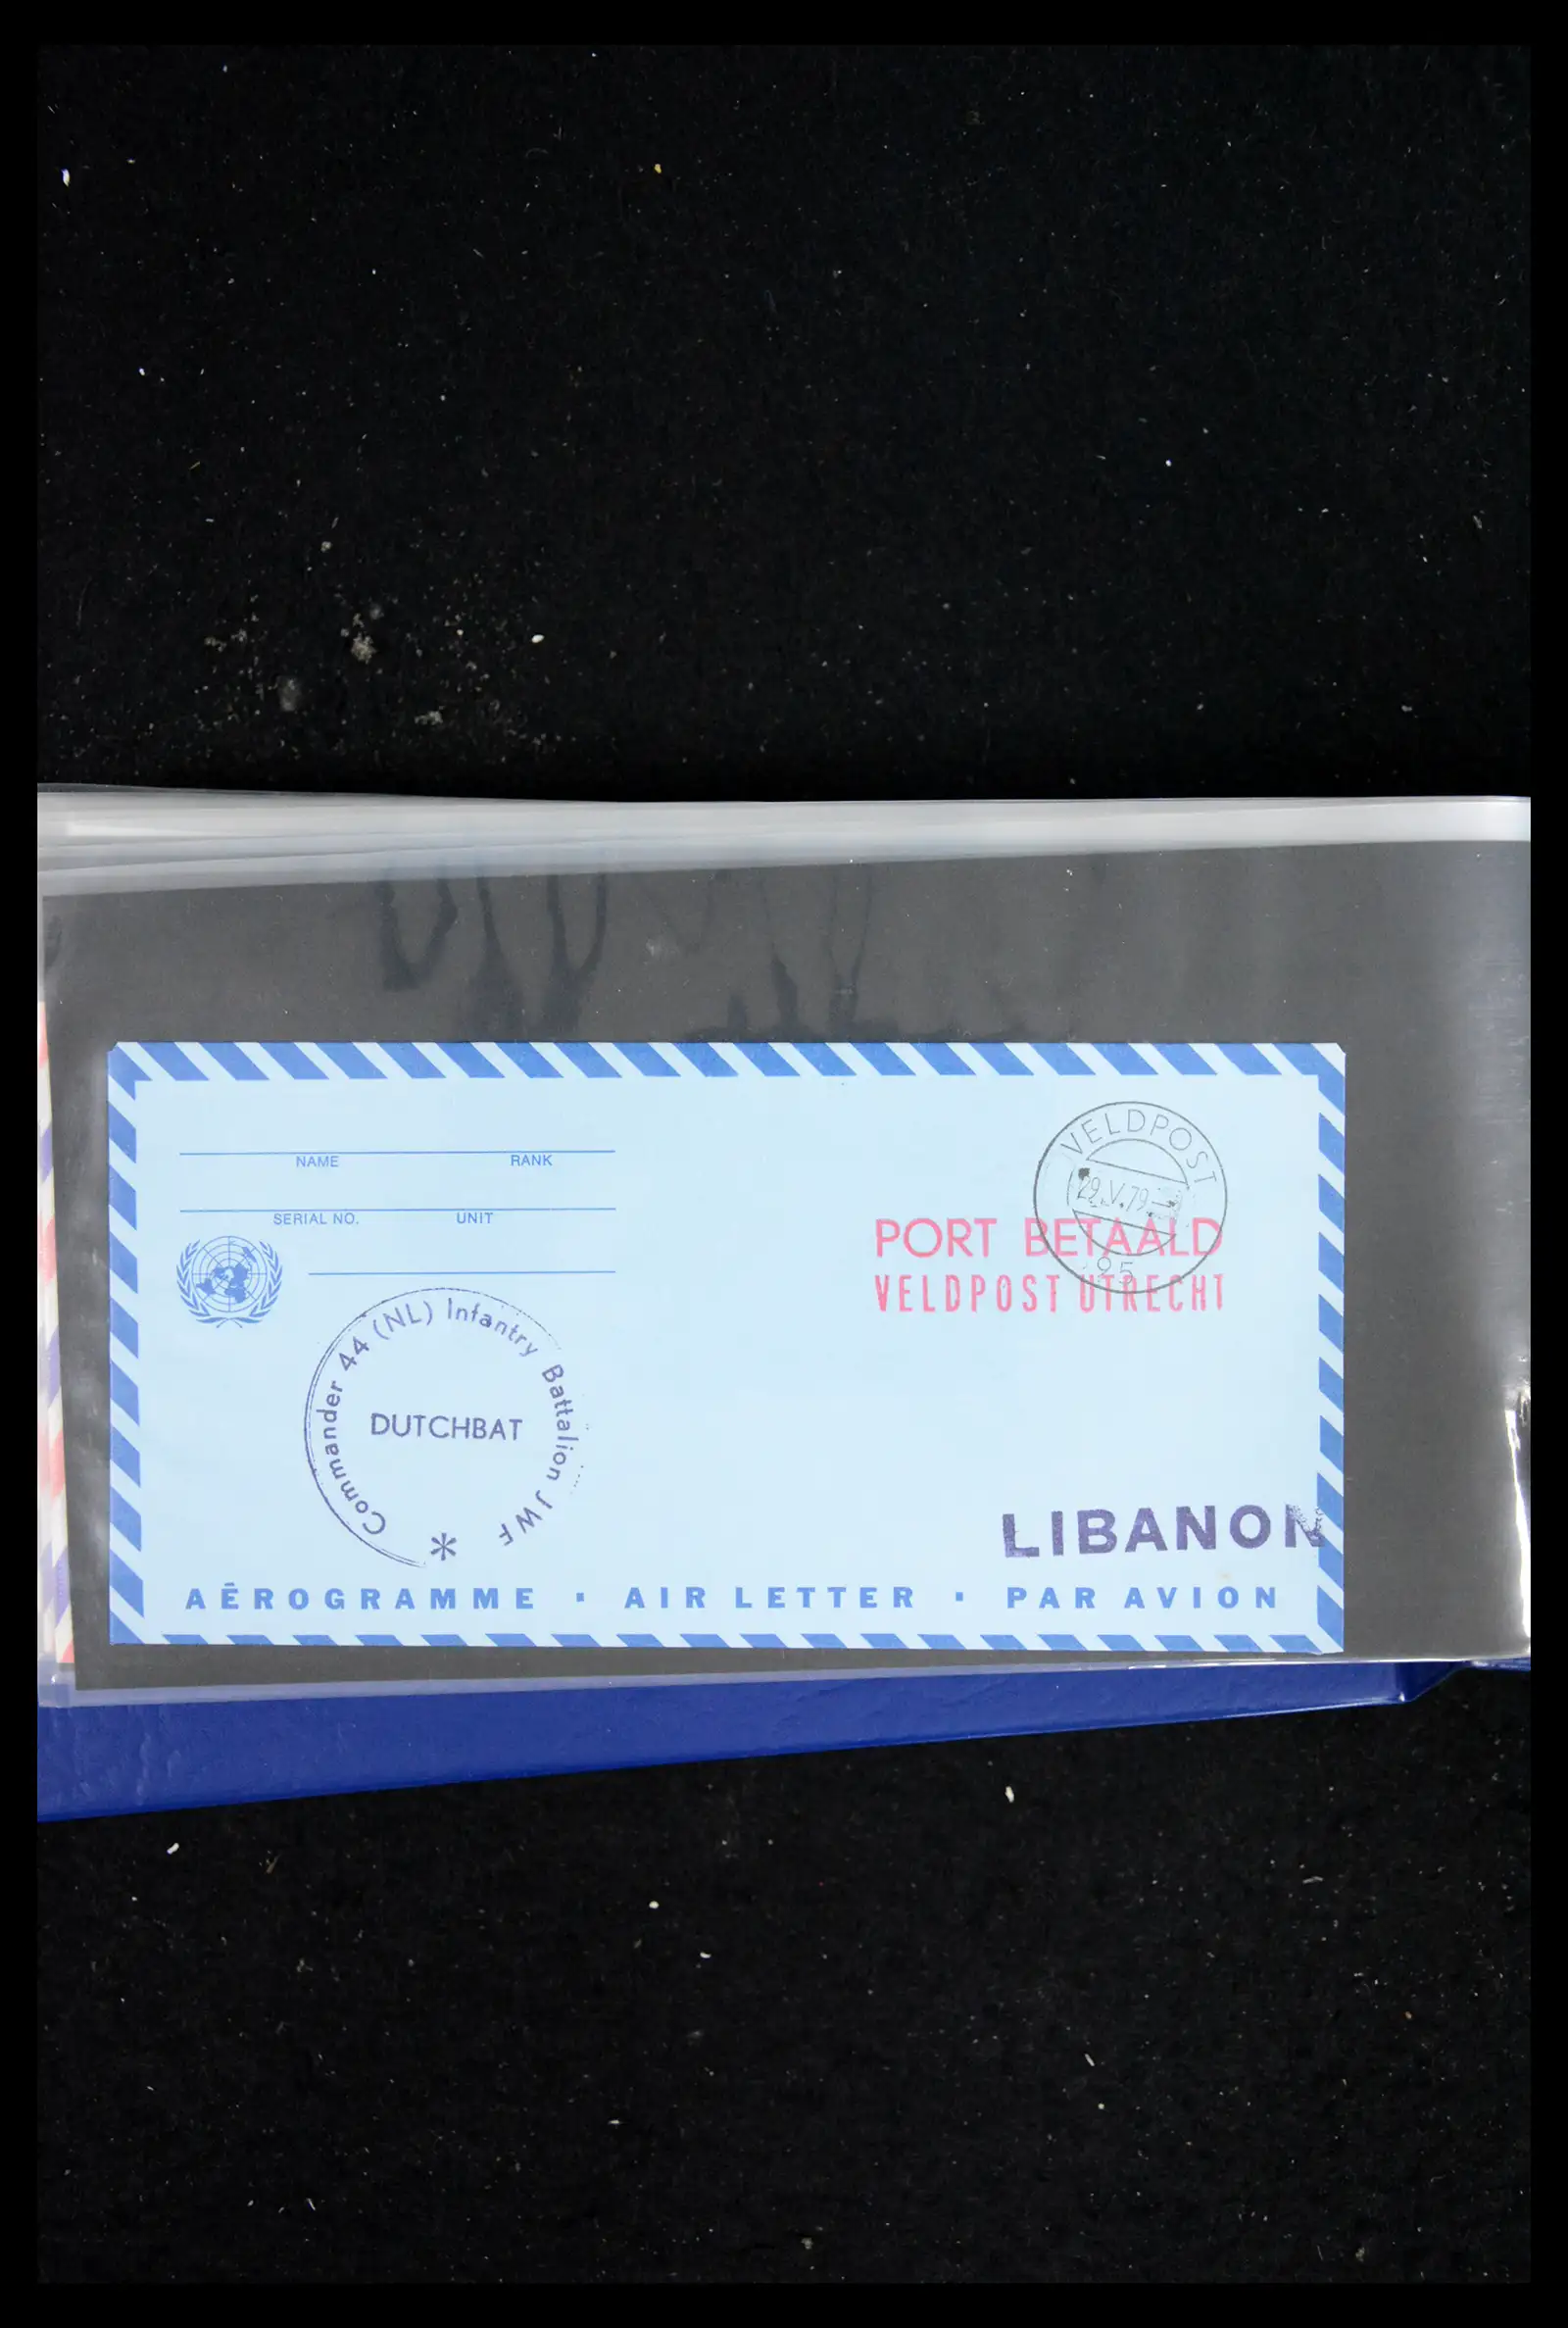 NAME RANK
SERIAL NO. UNIT
VELDPOST
29.V.79
95
PORT BETAALD
VELDPOST UTRECHT
Commander 44 (NL) Infantry Battalion JWF
DUTCHBAT
*
LIBANON
AÉROGRAMME · AIR LETTER · PAR AVION